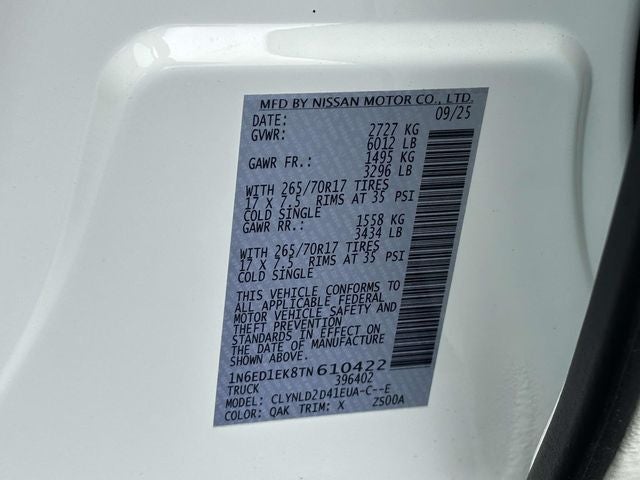 MFD BY NISSAN MOTOR CO., LTD.
DATE: 09/25
GVWR: 2727 KG
6012 LB
GAWR FR.: 1495 KG
3296 LB
WITH 265/70R17 TIRES
17 X 7.5 RIMS AT 35 PSI
COLD SINGLE
GAWR RR.: 1558 KG
3434 LB
WITH 265/70R17 TIRES
17 X 7.5 RIMS AT 35 PSI
COLD SINGLE
THIS VEHICLE CONFORMS TO
ALL APPLICABLE FEDERAL
MOTOR VEHICLE SAFETY AND
THEFT PREVENTION
STANDARDS IN EFFECT ON
THE DATE OF MANUFACTURE
SHOWN ABOVE.
1N6ED1EK8TN610422
TRUCK 396402
MODEL: CLYNLD2D41EUA-C--E
COLOR: QAK TRIM: X ZS00A